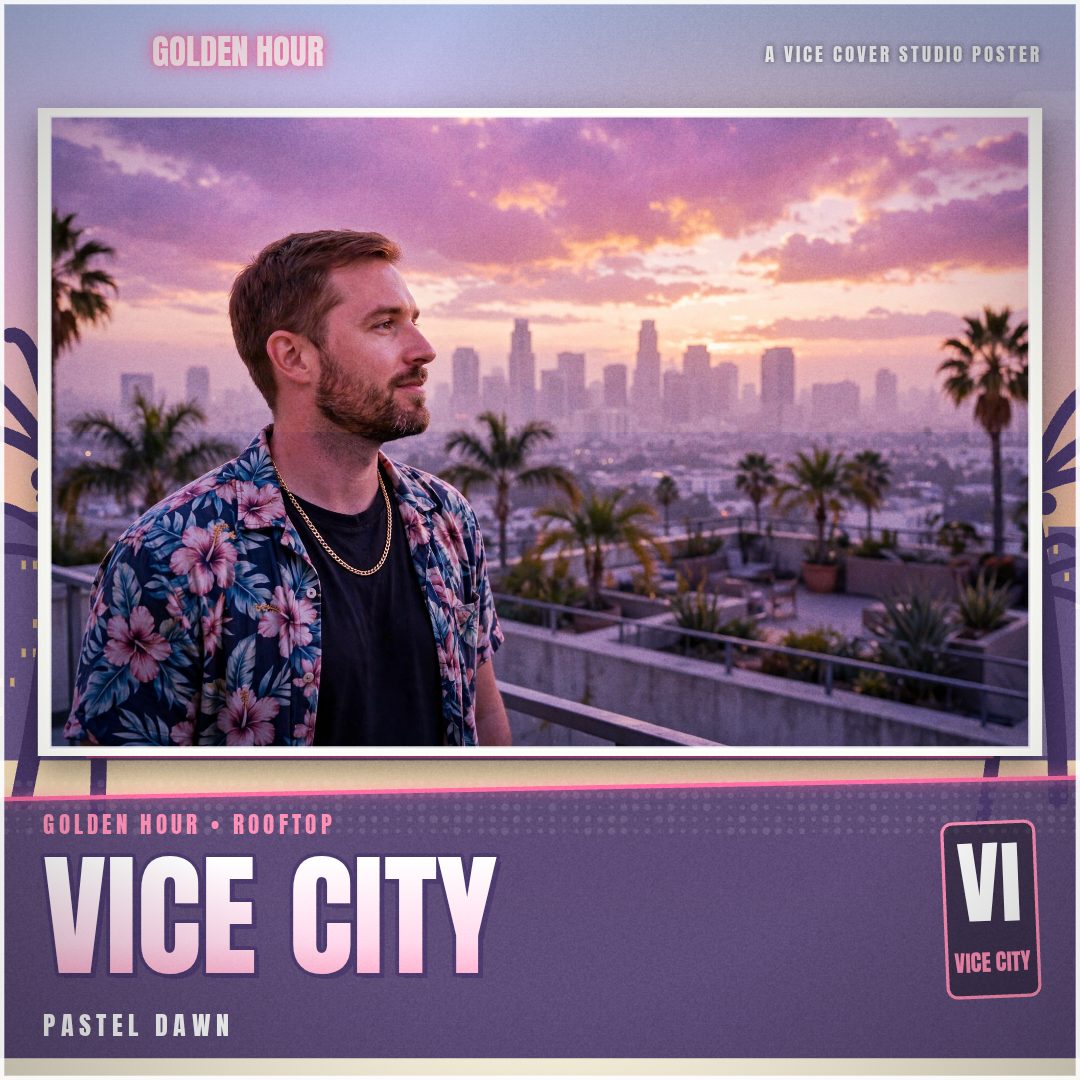 GOLDEN HOUR
A VICE COVER STUDIO POSTER
GOLDEN HOUR • ROOFTOP
VICE CITY
PASTEL DAWN
VI
VICE CITY